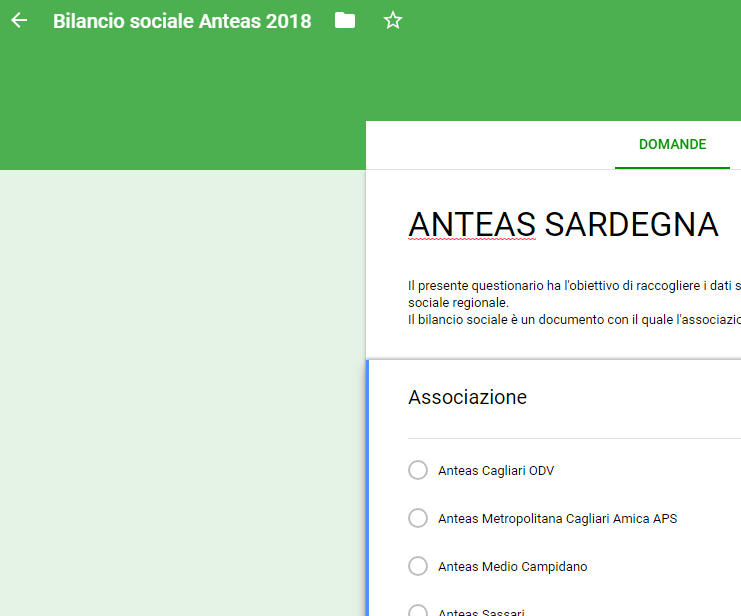 Bilancio sociale Anteas 2018
DOMANDE
ANTEAS SARDEGNA
Il presente questionario ha l'obiettivo di raccogliere i dati s
sociale regionale.
Il bilancio sociale è un documento con il quale l'associazio
Associazione
Anteas Cagliari ODV
Anteas Metropolitana Cagliari Amica APS
Anteas Medio Campidano
Anteas Sassari